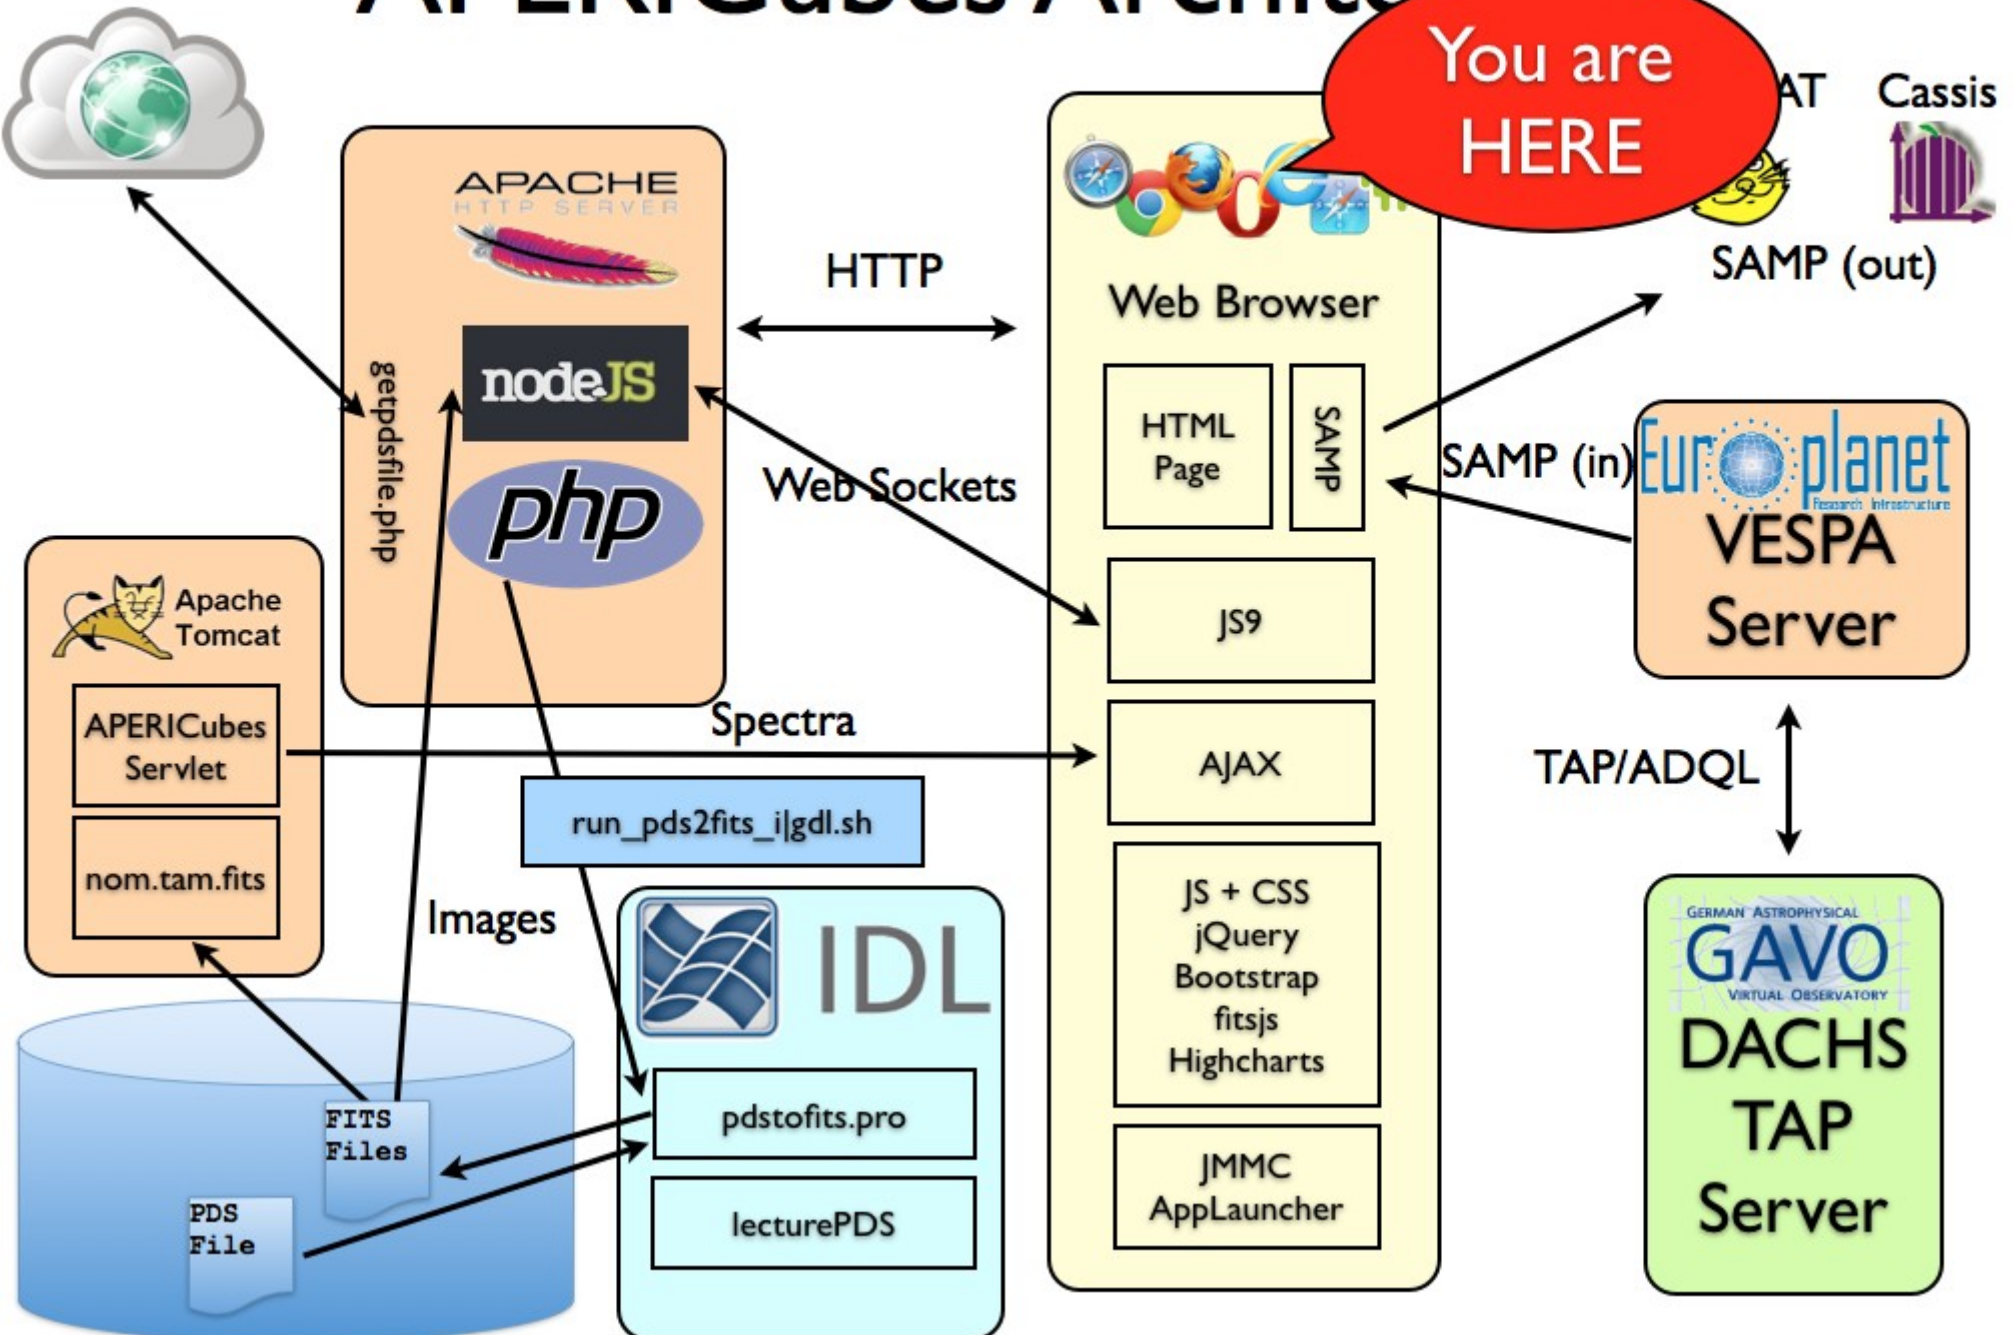 APERICubes
You are
HERE
AT
Cassis
SAMP (out)
APACHE
HTTP SERVER
nodeJS
php
getpdsfile.php
HTTP
Web Sockets
Web Browser
HTML
Page
SAMP
SAMP (in)
Europlanet
Research Infrastructure
VESPA
Server
TAP/ADQL
GERMAN ASTROPHYSICAL
GAVO
VIRTUAL OBSERVATORY
DACHS
TAP
Server
JS9
AJAX
JS + CSS
jQuery
Bootstrap
fitsjs
Highcharts
JMMC
AppLauncher
Apache
Tomcat
APERICubes
Servlet
nom.tam.fits
Spectra
run_pds2fits_i|gdl.sh
Images
IDL
pdstofits.pro
lecturePDS
FITS
Files
PDS
File